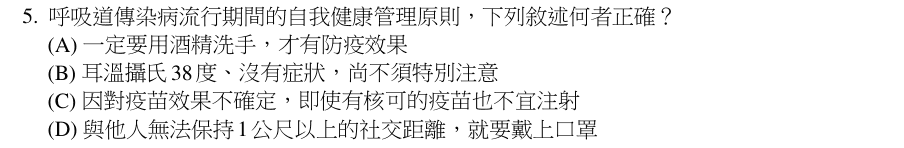 5. 呼吸道傳染病流行期間的自我健康管理原則，下列敘述何者正確？
(A) 一定要用酒精洗手，才有防疫效果
(B) 耳溫攝氏 38 度、沒有症狀，尚不須特別注意
(C) 因對疫苗效果不確定，即使有核可的疫苗也不宜注射
(D) 與他人無法保持 1 公尺以上的社交距離，就要戴上口罩